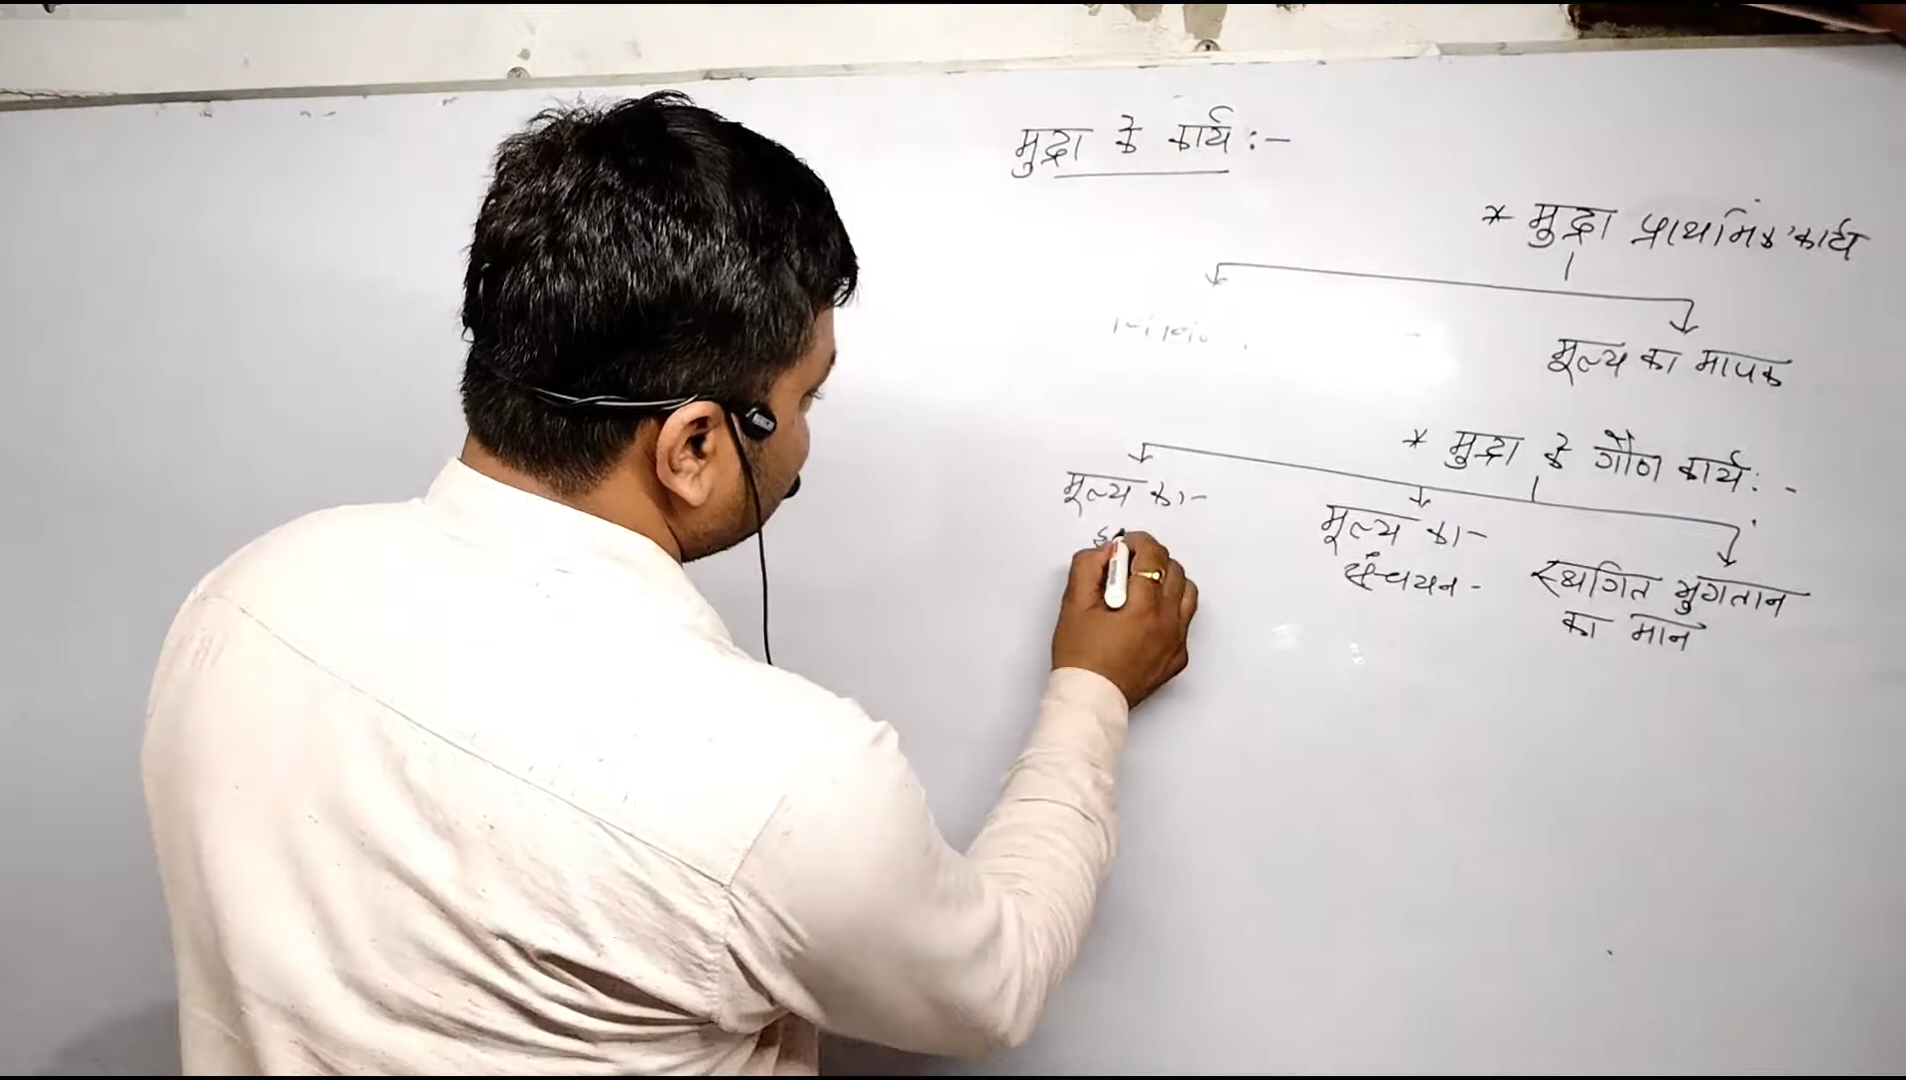 मुद्रा के कार्य :-
* मुद्रा प्राथमिक कार्य
मूल्य का मापक
* मुद्रा के गौण कार्य: -
मूल्य का-
मूल्य का-
संचयन -
स्थगित भुगतान
का मान